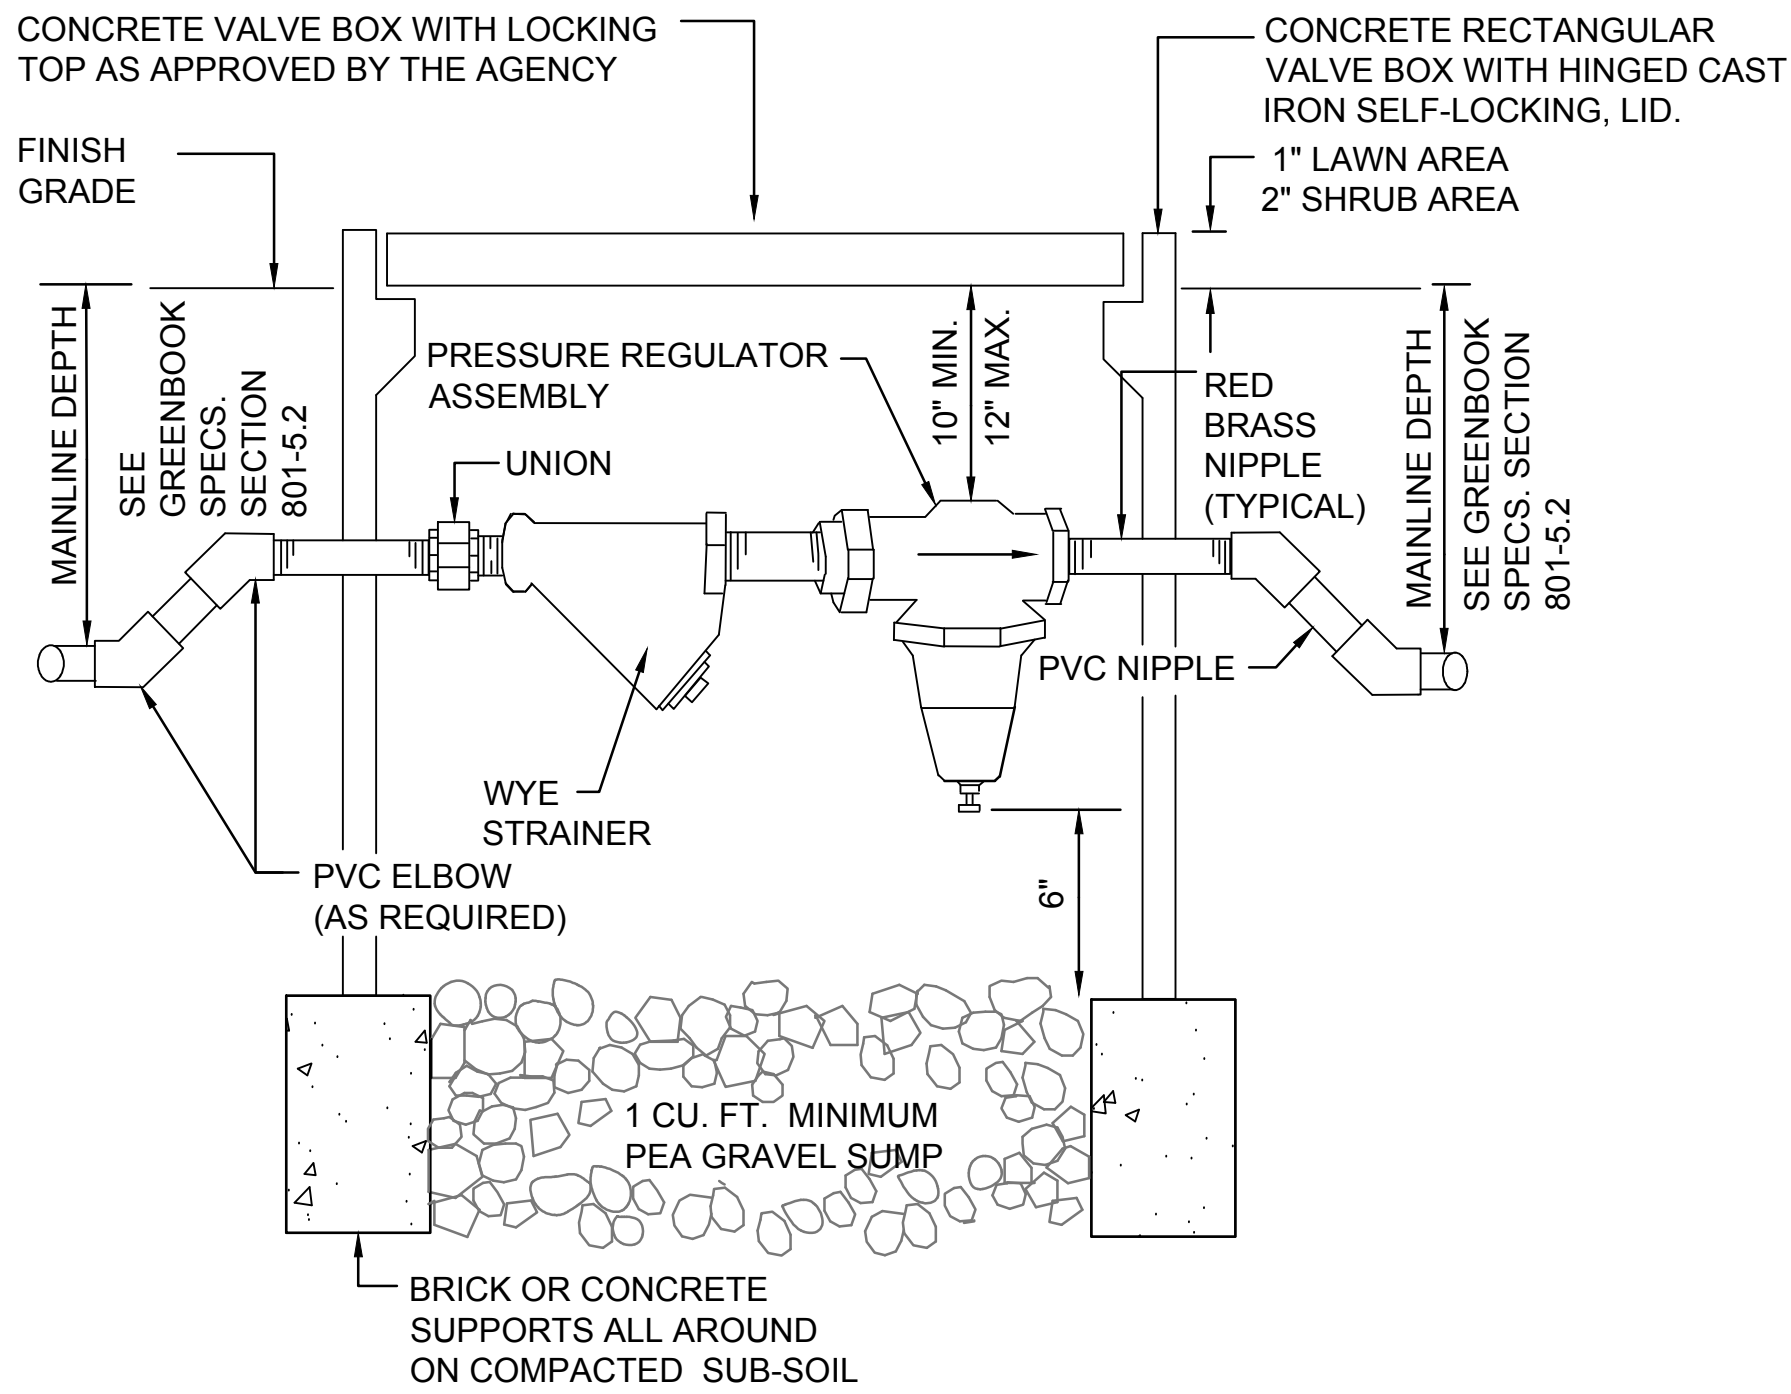 CONCRETE VALVE BOX WITH LOCKING
TOP AS APPROVED BY THE AGENCY
CONCRETE RECTANGULAR
VALVE BOX WITH HINGED CAST
IRON SELF-LOCKING, LID.
FINISH
GRADE
1" LAWN AREA
2" SHRUB AREA
MAINLINE DEPTH
SEE
GREENBOOK
SPECS.
SECTION
801-5.2
PRESSURE REGULATOR
ASSEMBLY
10" MIN.
12" MAX.
RED
BRASS
NIPPLE
(TYPICAL)
MAINLINE DEPTH
SEE GREENBOOK
SPECS. SECTION
801-5.2
UNION
PVC NIPPLE
WYE
STRAINER
PVC ELBOW
(AS REQUIRED)
6"
1 CU. FT. MINIMUM
PEA GRAVEL SUMP
BRICK OR CONCRETE
SUPPORTS ALL AROUND
ON COMPACTED SUB-SOIL